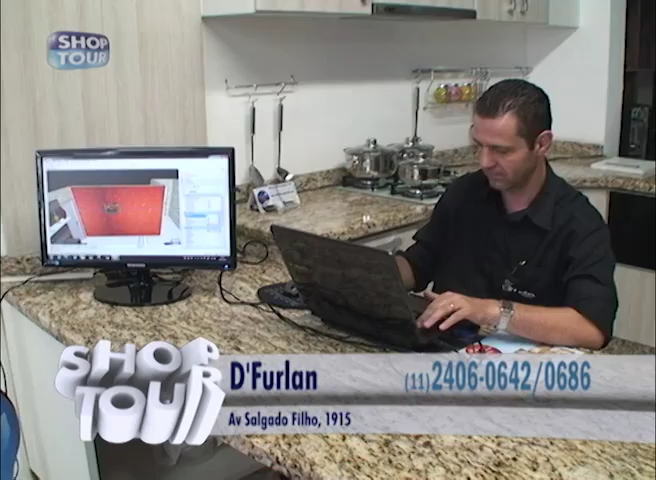 SHOP
TOUR
SHOP
TOUR
D'Furlan
(11)2406-0642/0686
Av Salgado Filho, 1915